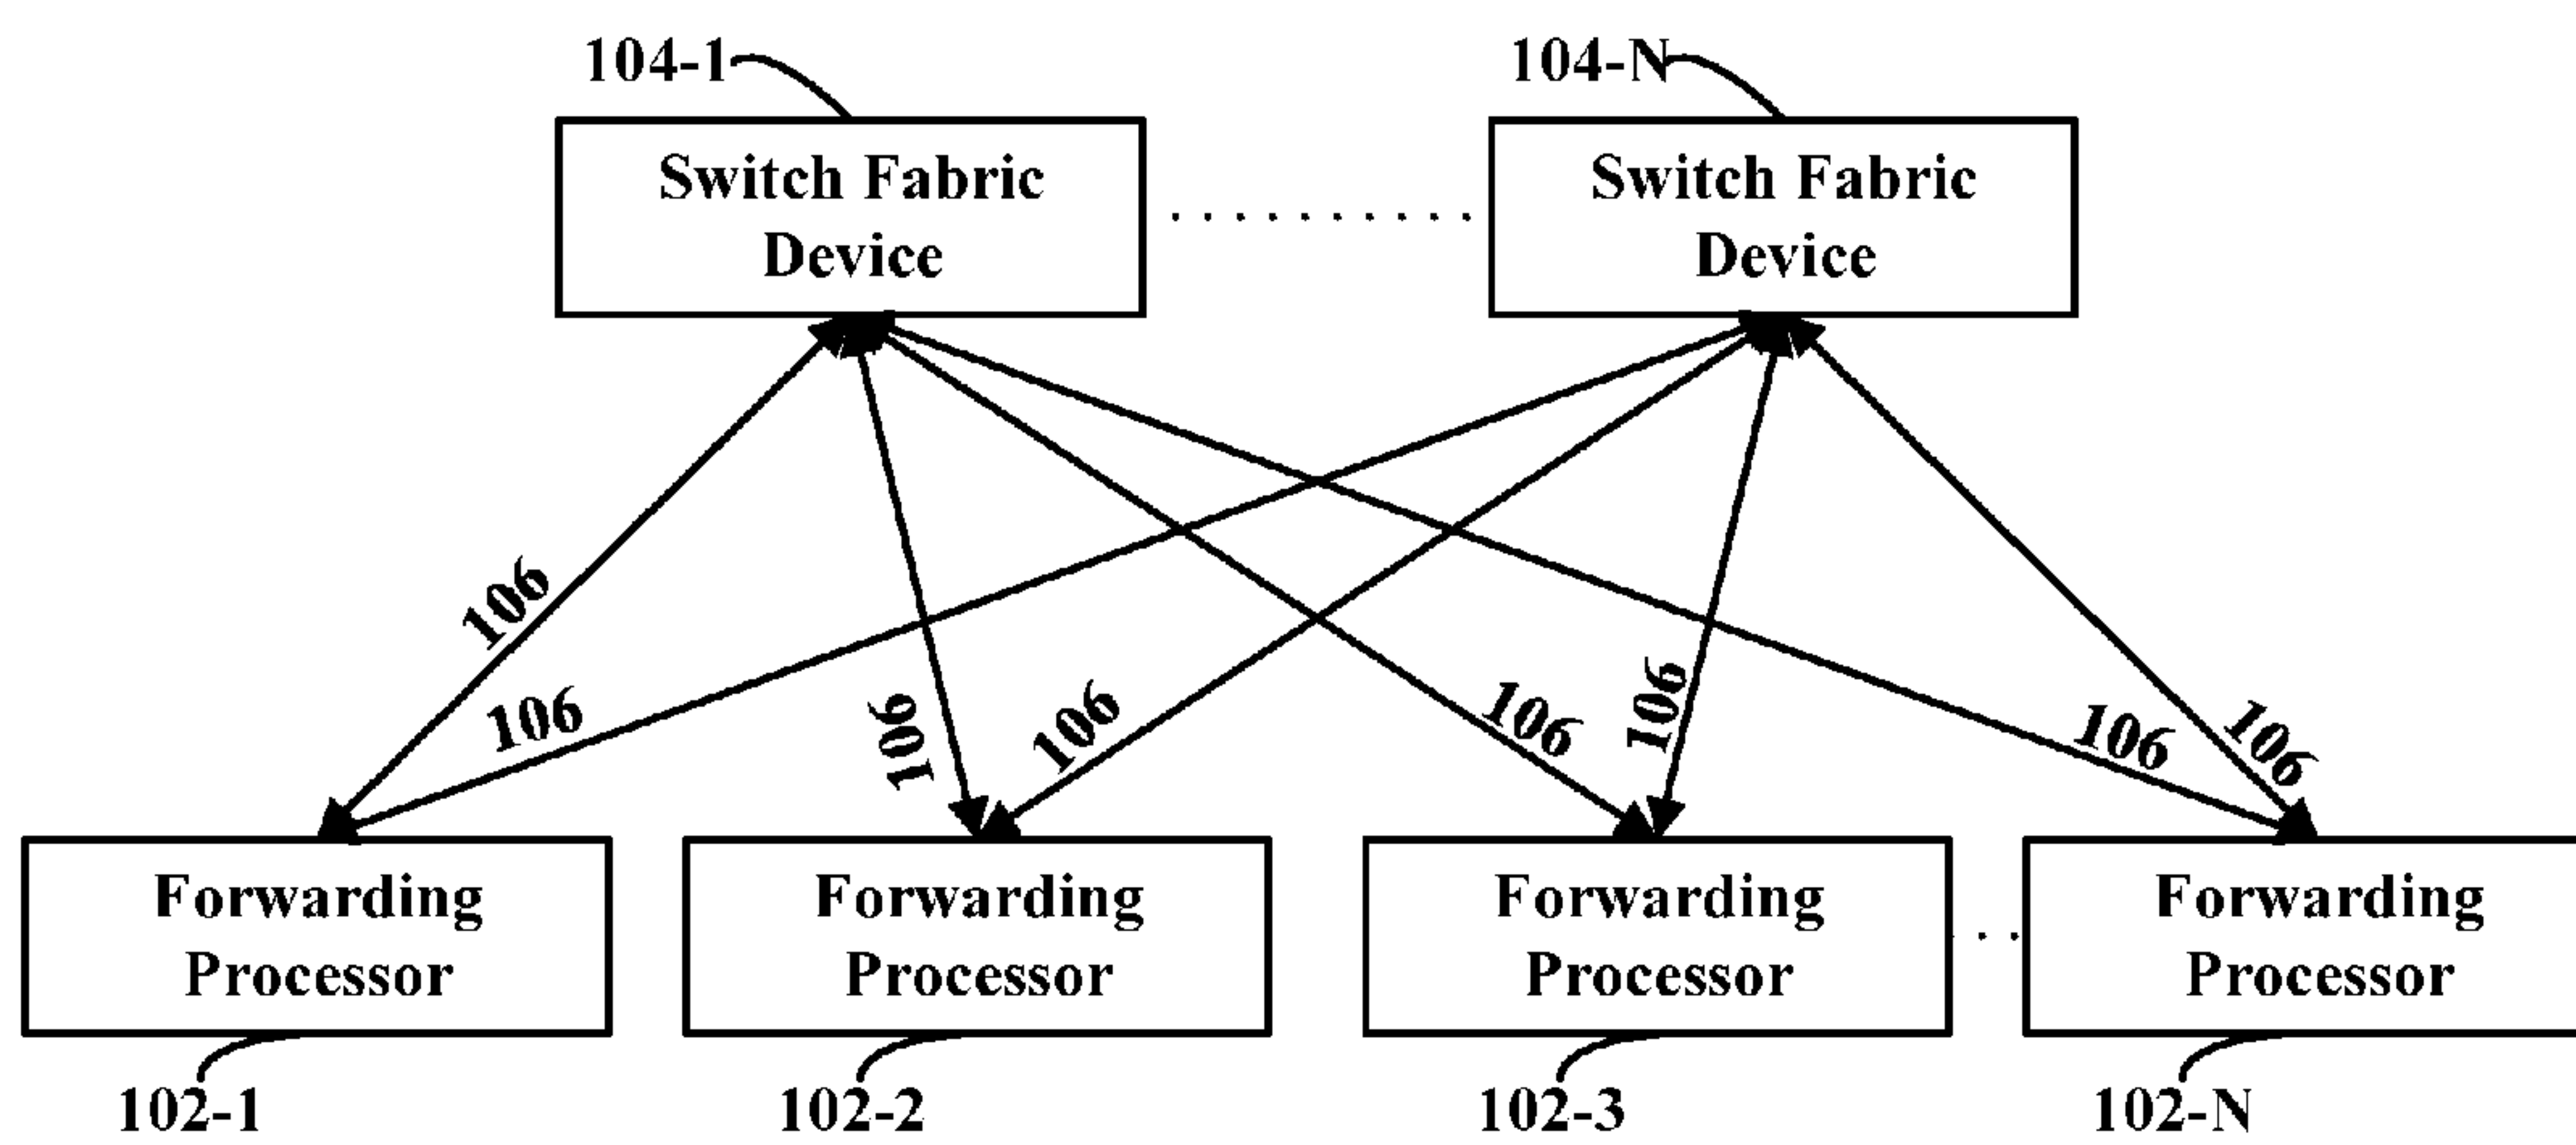 104-1
104-N
Switch Fabric
Device
Switch Fabric
Device
106
106
106
106
106
106
106
106
Forwarding
Processor
Forwarding
Processor
Forwarding
Processor
Forwarding
Processor
102-1
102-2
102-3
102-N